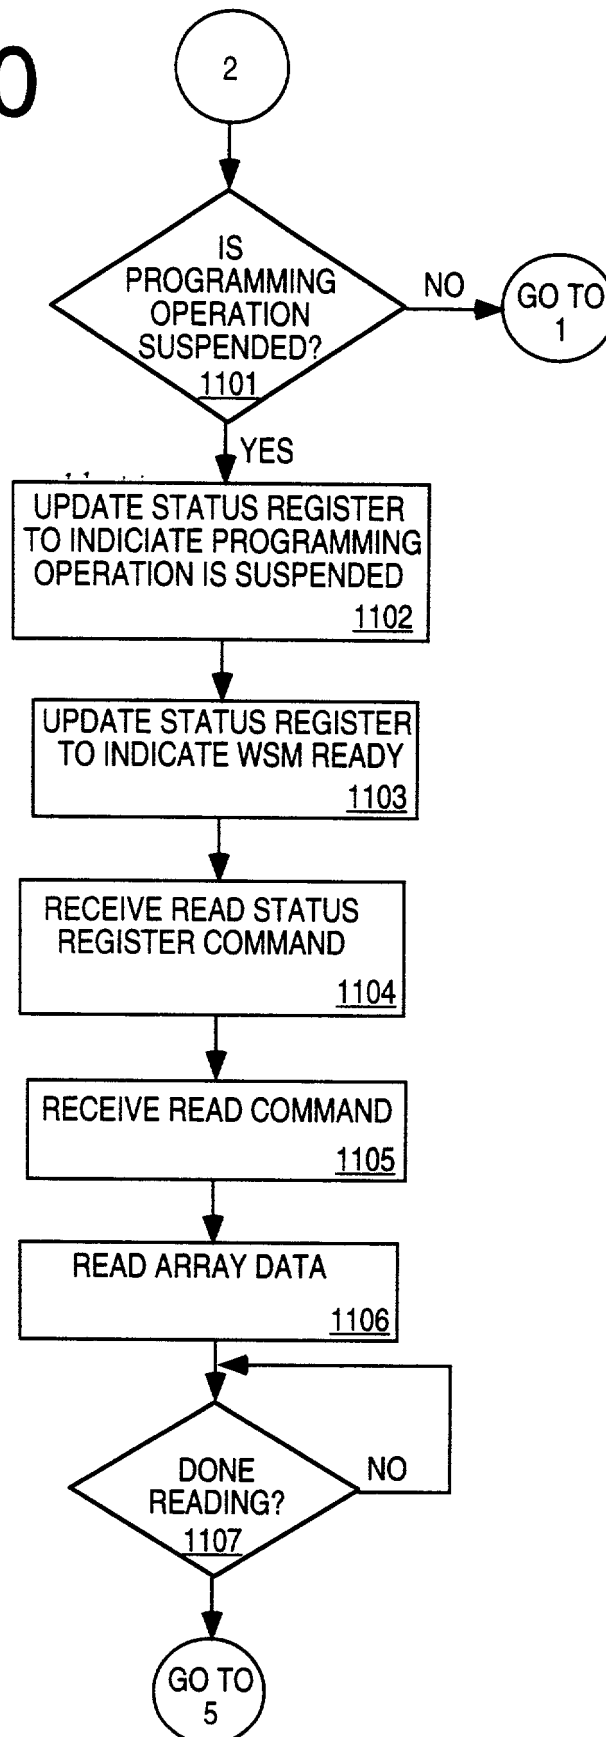 0
2
IS
PROGRAMMING
OPERATION
SUSPENDED?
1101
NO
GO TO
1
YES
UPDATE STATUS REGISTER
TO INDICIATE PROGRAMMING
OPERATION IS SUSPENDED
1102
UPDATE STATUS REGISTER
TO INDICATE WSM READY
1103
RECEIVE READ STATUS
REGISTER COMMAND
1104
RECEIVE READ COMMAND
1105
READ ARRAY DATA
1106
DONE
READING?
1107
NO
GO TO
5